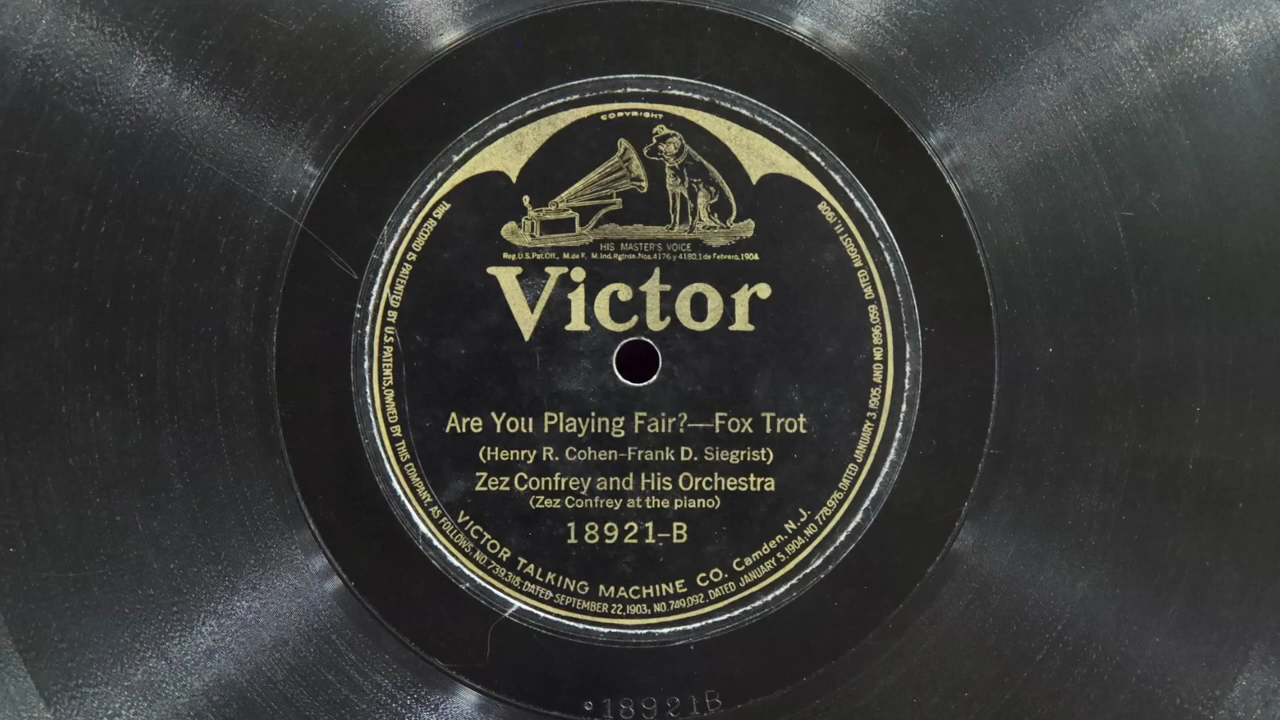 COPYRIGHT
HIS MASTER'S VOICE
Reg.U.S.Pat.Off., M.de F. M.Ind.Rgtrda.Nos.4176 y 4180,1 de Febrero, 1904.
Victor
Are You Playing Fair?—Fox Trot
(Henry R. Cohen-Frank D. Siegrist)
Zez Confrey and His Orchestra
(Zez Confrey at the piano)
18921-B
VICTOR TALKING MACHINE CO. Camden, N.J.
THIS RECORD IS PATENTED BY U.S. PATENTS, OWNED BY THIS COMPANY, AS FOLLOWS: NO. 739,318, DATED SEPTEMBER 22, 1903, NO. 749,092, DATED JANUARY 5, 1904, NO 778,976, DATED JANUARY 3, 1905, AND NO 896,059, DATED AUGUST 11, 1908
18921B